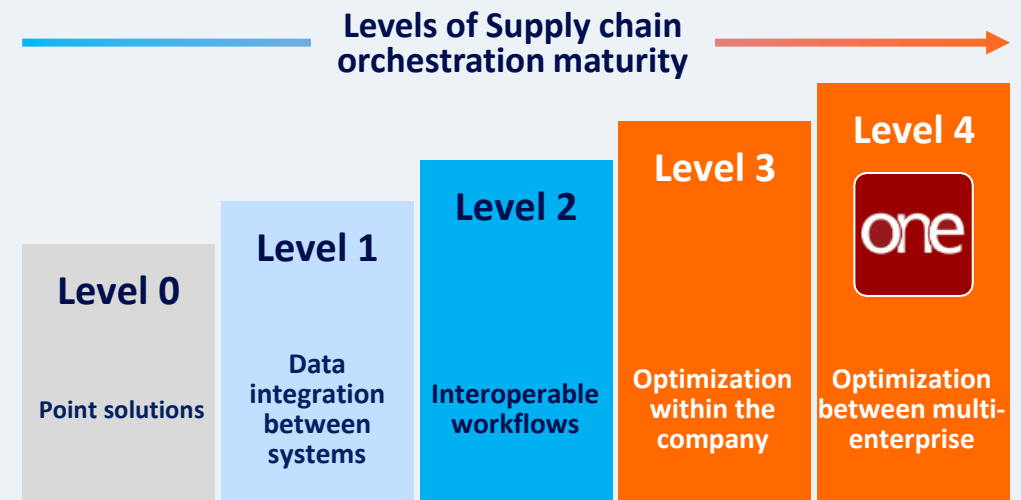 Levels of Supply chain
orchestration maturity
Level 0
Point solutions
Level 1
Data
integration
between
systems
Level 2
Interoperable
workflows
Level 3
Optimization
within the
company
Level 4
one
Optimization
between multi-
enterprise